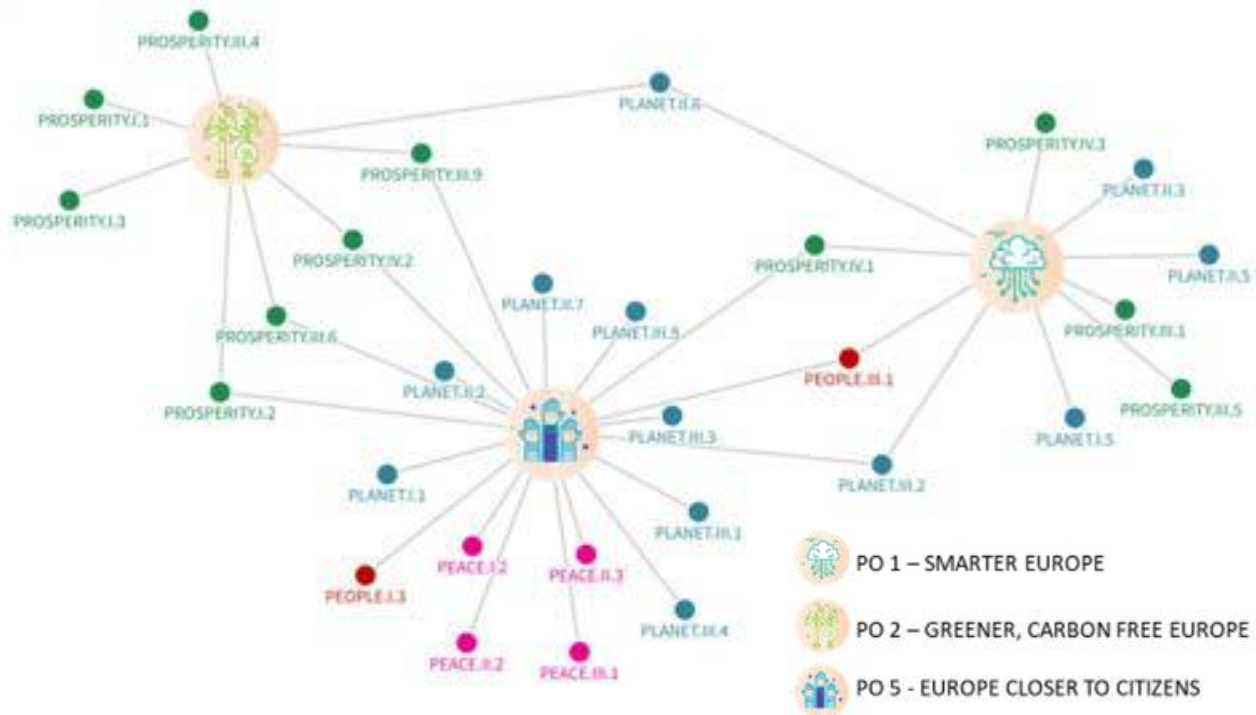 PROSPERITY.III.4
PLANET.II.6
PROSPERITY.I.1
PROSPERITY.IV.3
PROSPERITY.III.9
PLANET.II.3
PROSPERITY.I.3
PROSPERITY.IV.2
PROSPERITY.IV.1
PLANET.II.5
PLANET.II.7
PROSPERITY.III.6
PLANET.III.5
PROSPERITY.III.1
PLANET.II.2
PEOPLE.III.1
PROSPERITY.I.2
PROSPERITY.III.5
PLANET.III.3
PLANET.I.5
PLANET.I.1
PLANET.III.2
PLANET.III.1
PEACE.I.2
PEACE.II.3
PO 1 – SMARTER EUROPE
PEOPLE.I.3
PLANET.III.4
PO 2 – GREENER, CARBON FREE EUROPE
PEACE.II.2
PEACE.III.1
PO 5 - EUROPE CLOSER TO CITIZENS